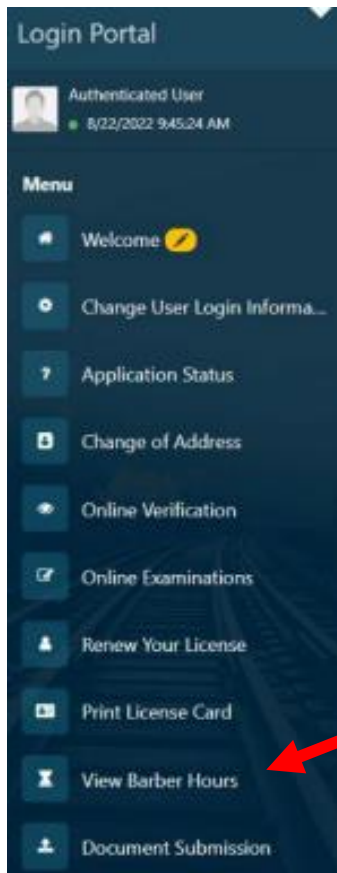 Login Portal
Authenticated User
8/22/2022 9:45:24 AM
Menu
Welcome
Change User Login Informa...
Application Status
Change of Address
Online Verification
Online Examinations
Renew Your License
Print License Card
View Barber Hours
Document Submission